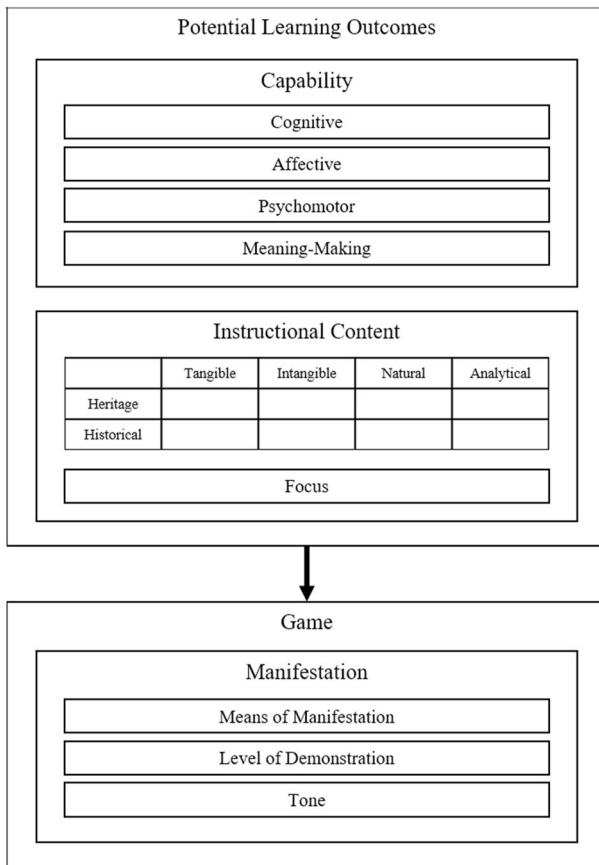 Potential Learning Outcomes
Capability
Cognitive
Affective
Psychomotor
Meaning-Making
Instructional Content
Tangible Intangible Natural Analytical
Heritage
Historical
Focus
Game
Manifestation
Means of Manifestation
Level of Demonstration
Tone